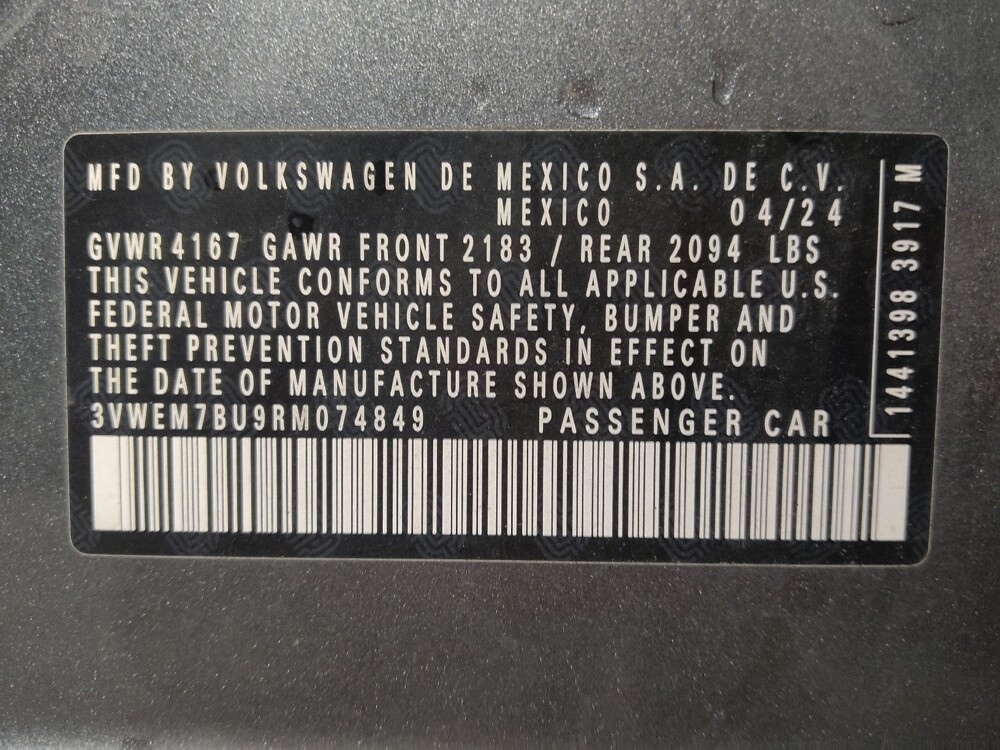 MFD BY VOLKSWAGEN DE MEXICO S.A. DE C.V.
MEXICO 04/24
GVWR 4167 GAWR FRONT 2183 / REAR 2094 LBS
THIS VEHICLE CONFORMS TO ALL APPLICABLE U.S.
FEDERAL MOTOR VEHICLE SAFETY, BUMPER AND
THEFT PREVENTION STANDARDS IN EFFECT ON
THE DATE OF MANUFACTURE SHOWN ABOVE.
3VWEM7BU9RM074849 PASSENGER CAR
1441398 3917 M